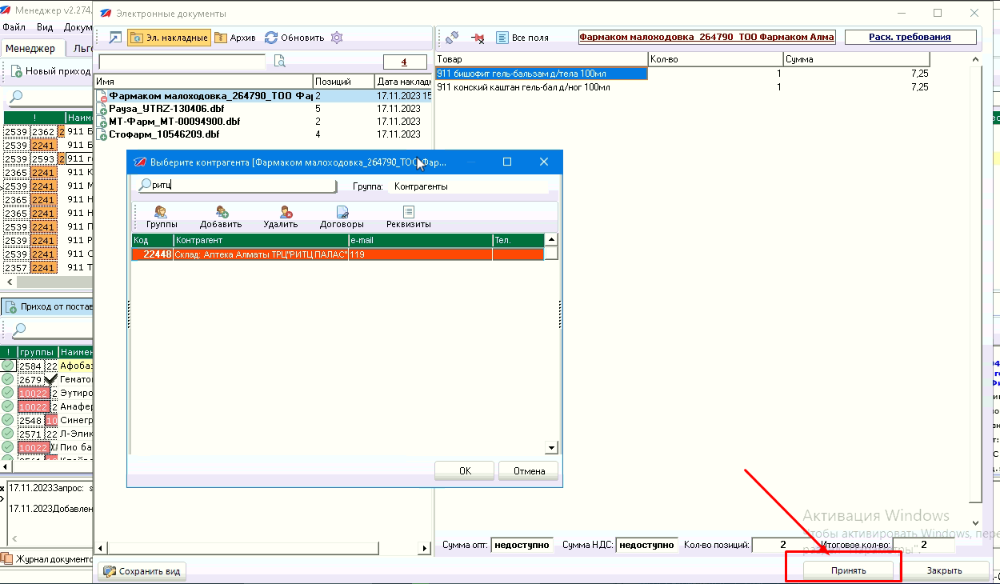 Менеджер v2.274.
Файл Вид Докум
Менеджер Льго
Новый приход
! Наим
2539 2362 2 911 Б
2539 2241 911 Б
2539 2593 2 911 г
2365 2241 911 К
2539 2241 911 М
2365 2241 911 Н
2365 2241 911 Н
2539 2241 911 П
2539 2241 911 Р
2539 2241 911 С
2357 2241 911 Т
Приход от постав
! группы Наимен
2584 22 Афобаз
2679 Гематог
10022 2 Эутиро
10022 2 Анафер
2548 10 Синегр
2571 22 Л-Элик
10022 Пио ба
17.11.2023 Запрос: s
17.11.2023 Добавлен
Журнал документо
Электронные документы
Эл. накладные Архив Обновить
4
Имя Позиций Дата накладн
Фармаком малоходовка_264790_ТОО Фар 2 17.11.2023 15
Рауза_УТRZ-130406.dbf 5 17.11.2023
МТ-Фарм_МТ-00094900.dbf 2 17.11.2023
Стофарм_10546209.dbf 4 17.11.2023
Все поля Фармаком малоходовка_264790_ТОО Фармаком Алма Расх. требования
Товар Кол-во Сумма
911 бишофит гель-бальзам д/тела 100мл 1 7,25
911 конский каштан гель-бал д/ног 100мл 1 7,25
Выберите контрагента [Фармаком малоходовка_264790_ТОО Фар...
ритц Группа: Контрагенты
Группы Добавить Удалить Договоры Реквизиты
Код Контрагент e-mail Тел.
22448 Склад: Аптека Алматы ТРЦ"РИТЦ ПАЛАС" 119
OK Отмена
Активация Windows
Чтобы активировать Windows, пере
Сумма опт: недоступно Сумма НДС: недоступно Кол-во позиций: 2 Итоговое кол-во: 2
Сохранить вид Принять Закрыть